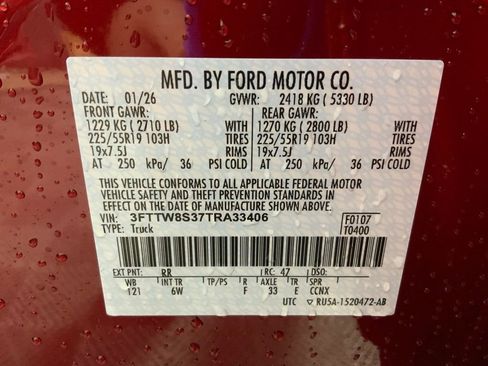 MFD. BY FORD MOTOR CO.
DATE: 01/26 GVWR: 2418 KG ( 5330 LB)
FRONT GAWR: REAR GAWR:
1229 KG ( 2710 LB) WITH 1270 KG ( 2800 LB) WITH
225/55R19 103H TIRES 225/55R19 103H TIRES
19x7.5J RIMS 19x7.5J RIMS
AT 250 kPa/ 36 PSI COLD AT 250 kPa/ 36 PSI COLD
THIS VEHICLE CONFORMS TO ALL APPLICABLE FEDERAL MOTOR
VEHICLE SAFETY AND THEFT PREVENTION STANDARDS IN
EFFECT ON THE DATE OF MANUFACTURE SHOWN ABOVE.
VIN: 3FTTW8S37TRA33406 F0107
TYPE: Truck T0400
EXT PNT: RR RC: 47 DSO:
WB INT TR TP/PS R AXLE TR SPR
121 6W F 33 E CCNX
UTC ▽ RU5A-1520472-AB